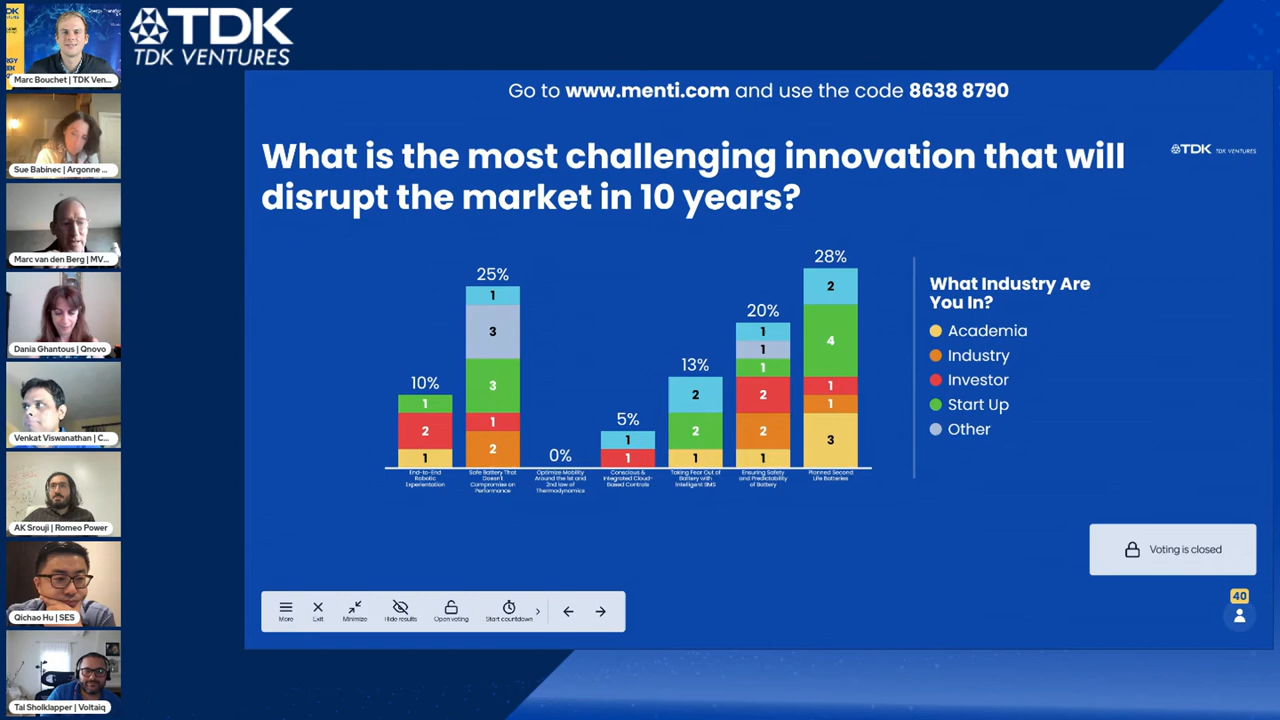 TDK
TDK VENTURES
Marc Bouchet | TDK Ven...
Sue Babinec | Argonne ...
Marc van den Berg | MV...
Dania Ghantous | Qnovo
Venkat Viswanathan | C...
AK Srouji | Romeo Power
Qichao Hu | SES
Tal Sholklapper | Voltaiq
Go to www.menti.com and use the code 8638 8790
What is the most challenging innovation that will
disrupt the market in 10 years?
TDK TDK VENTURES
10%
1
2
1
End-to-End
Robotic
Experientation
25%
1
3
3
1
2
Safe Battery That
Doesn't
Compromise on
Performance
0%
Optimize Mobility
Around the 1st and
2nd law of
Thermodynamics
5%
1
1
Conscious &
Integrated Cloud-
Based Controls
13%
2
2
1
Taking Fear Out of
Battery with
Intelligent BMS
20%
1
1
1
2
2
1
Ensuring Safety
and Predictability
of Battery
28%
2
4
1
1
3
Planned Second
Life Batteries
What Industry Are
You In?
Academia
Industry
Investor
Start Up
Other
Voting is closed
40
More
Exit
Minimize
Hide results
Open voting
Start countdown